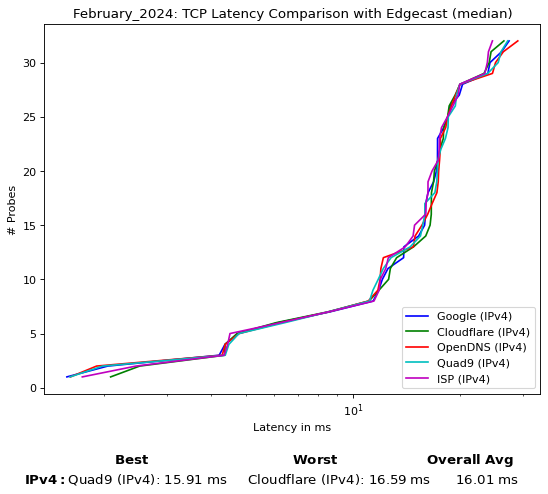 February_2024: TCP Latency Comparison with Edgecast (median)
# Probes
30
25
20
15
10
5
0
Google (IPv4)
Cloudflare (IPv4)
OpenDNS (IPv4)
Quad9 (IPv4)
ISP (IPv4)
10¹
Latency in ms
Best Worst Overall Avg
IPv4: Quad9 (IPv4): 15.91 ms Cloudflare (IPv4): 16.59 ms 16.01 ms